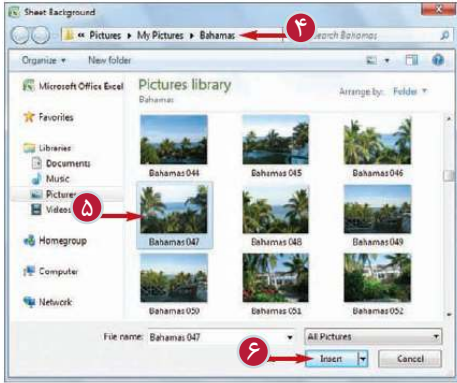 Sheet Background
« Pictures ▸ My Pictures ▸ Bahamas
۴
Search Bahamas
Organize ▾ New folder
Microsoft Office Excel
Pictures library
Bahamas
Arrange by: Folder ▾
Favorites
Libraries
Documents
Music
Pictures
Videos
۵
Homegroup
Computer
Network
Bahamas 044 Bahamas 045 Bahamas 046
Bahamas 047 Bahamas 048 Bahamas 049
Bahamas 050 Bahamas 051 Bahamas 052
File name: Bahamas 047
All Pictures
۶
Insert
Cancel